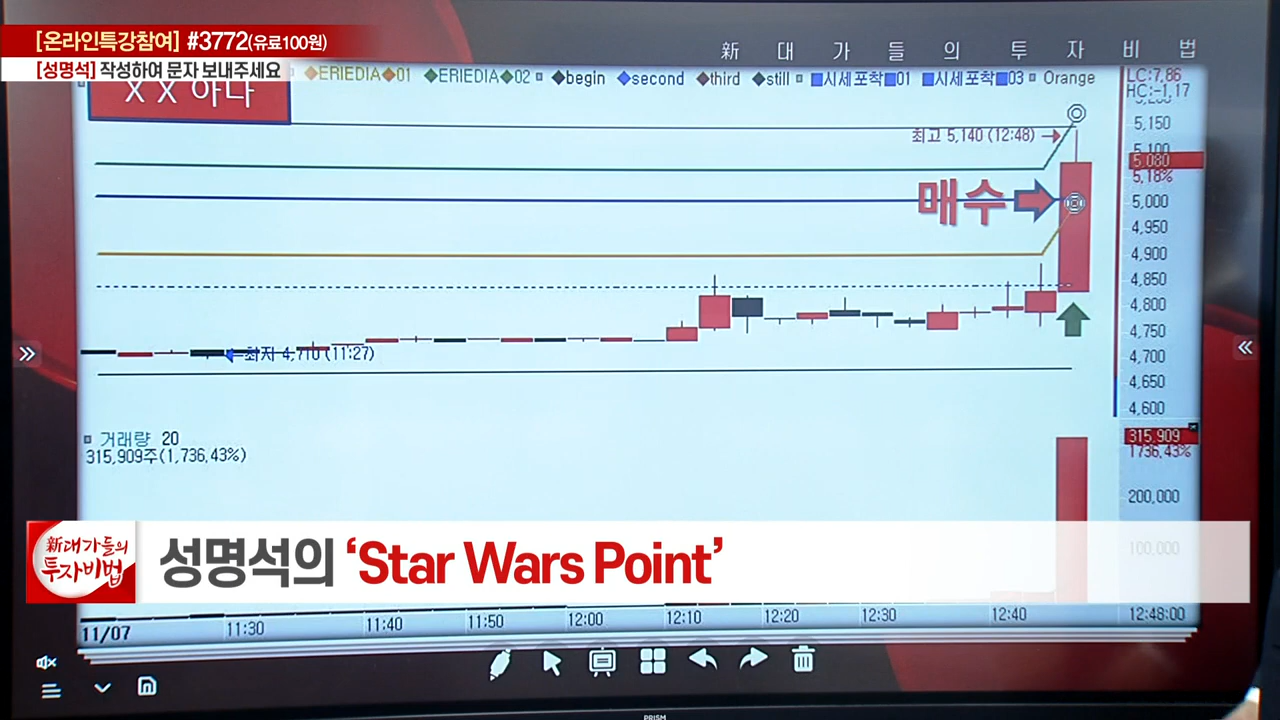 [온라인특강참여] #3772(유료100원)
[성명석] 작성하여 문자 보내주세요
新 대 가 들 의 투 자 비 법
ERIEDIA 01 ERIEDIA 02 begin second third still 시세포착 01 시세포착 03 Orange
LC:7,86
HC:-1,17
X X 아나
5,150
최고 5,140 (12:48)
5,100
5,080
5,18%
매수
5,000
4,950
4,900
4,850
4,800
4,750
최저 4,710 (11:27)
4,700
4,650
4,600
거래량 20
315,909주(1,736,43%)
315,909
1736,43%
200,000
100,000
新대가들의
투자비법
성명석의 ‘Star Wars Point’
11/07 11:30 11:40 11:50 12:00 12:10 12:20 12:30 12:40 12:48:00
PRISM